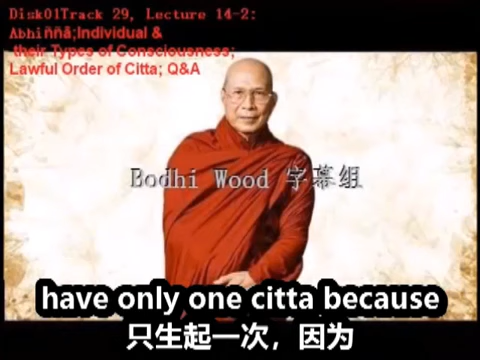 Disk01Track 29, Lecture 14-2:
Abhiññā;Individual &
their Types of Consciousness;
Lawful Order of Citta; Q&A
Bodhi Wood 字幕组
have only one citta because
只生起一次，因为